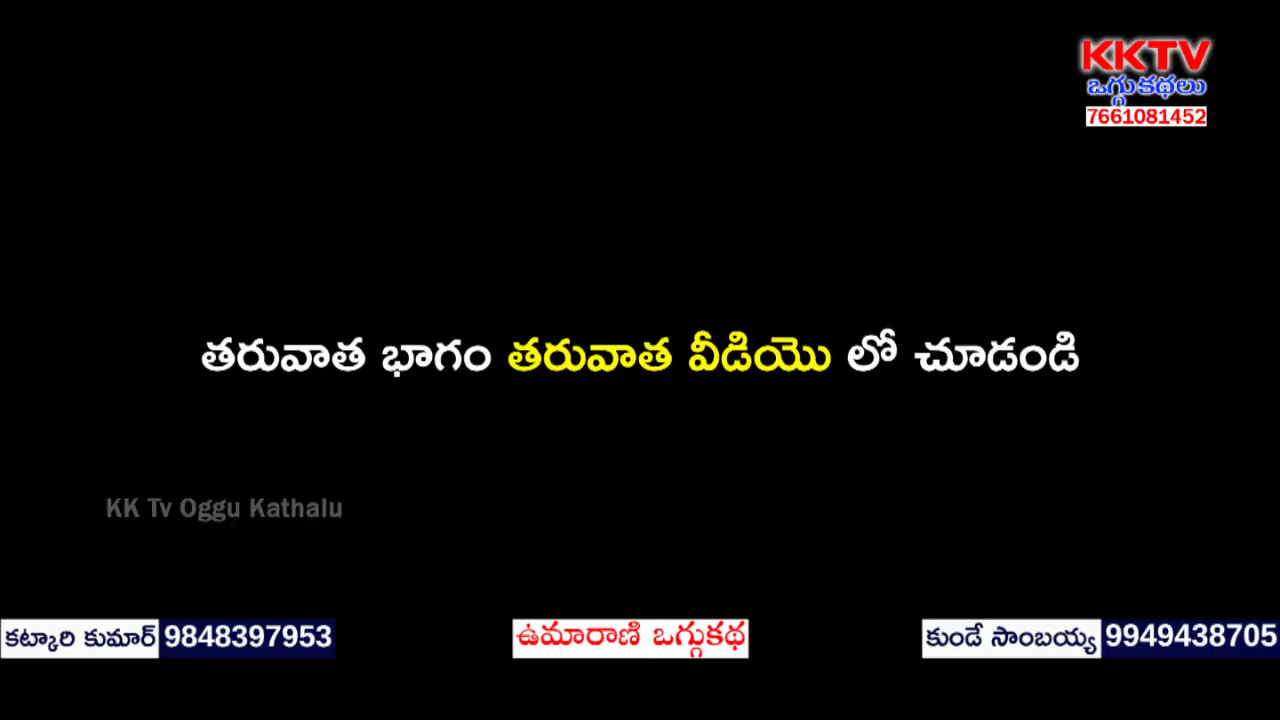 KKTV
ఒగ్గుకథలు
7661081452
తరువాత భాగం తరువాత వీడియొ లో చూడండి
KK Tv Oggu Kathalu
కట్కూరి కుమార్ 9848397953
ఉమారాణి ఒగ్గుకథ
కుండే సాంబయ్య 9949438705